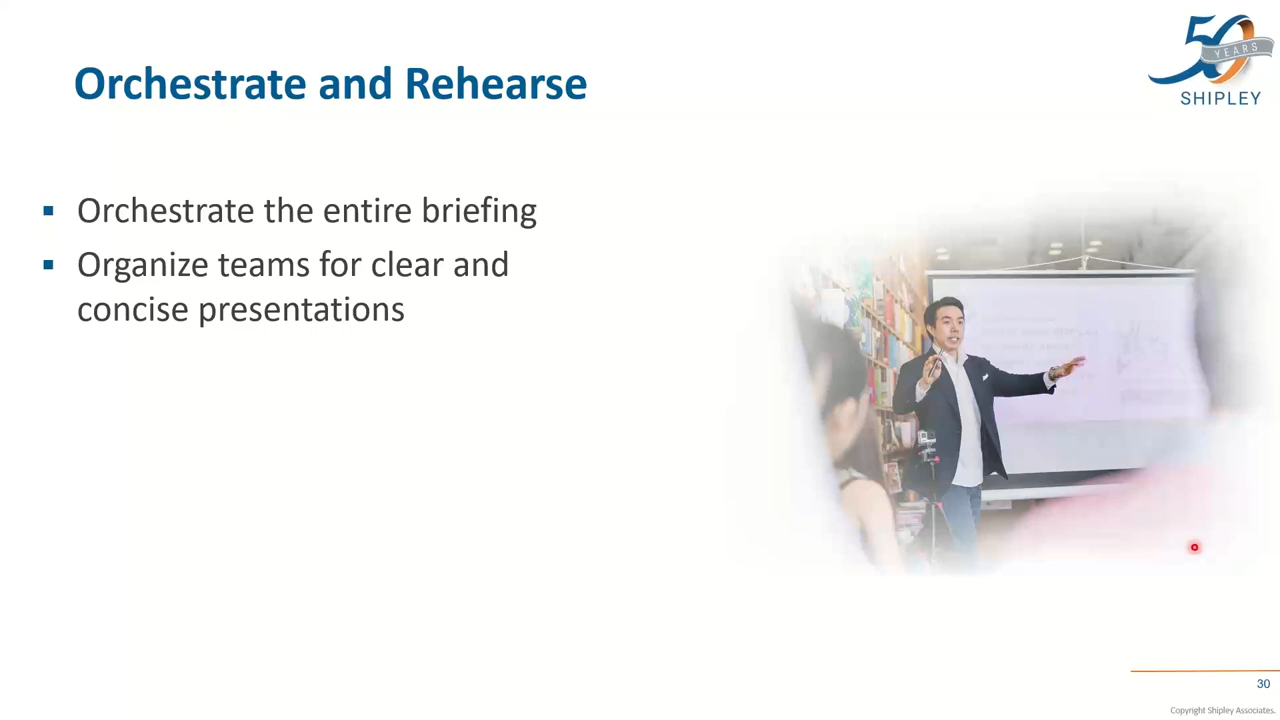 50
YEARS
SHIPLEY
Orchestrate and Rehearse
▪ Orchestrate the entire briefing
▪ Organize teams for clear and
concise presentations
30
Copyright Shipley Associates.